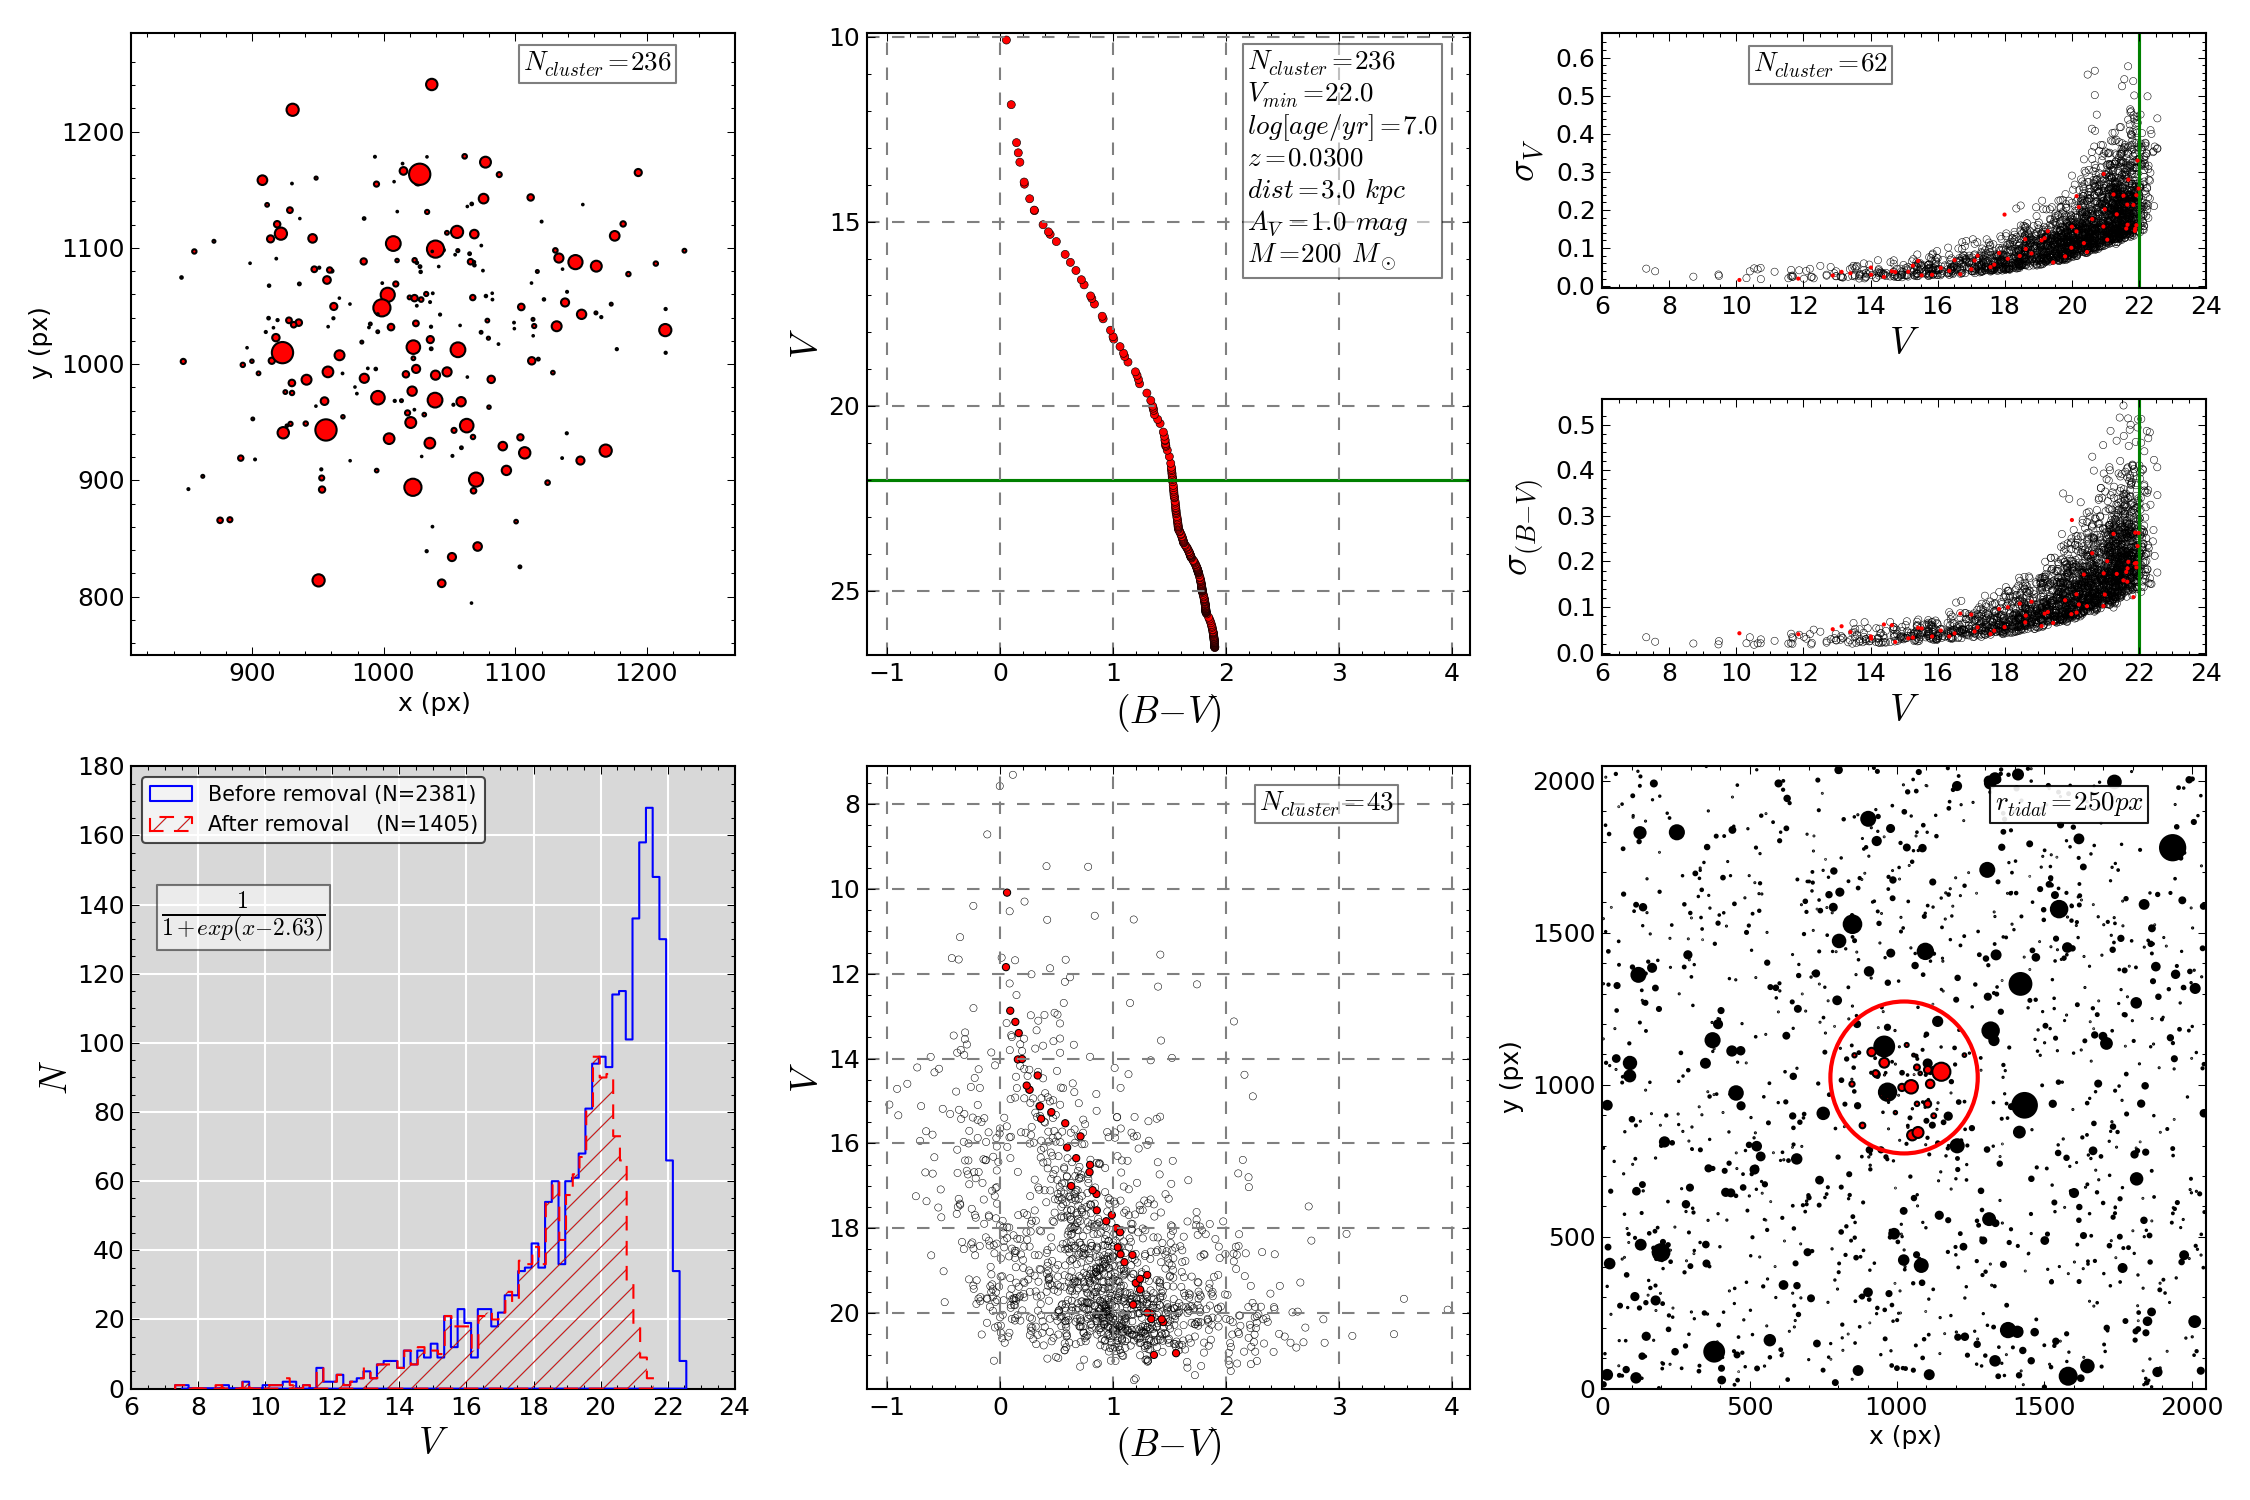 N_cluster=236
1200
1100
1000
900
800
y (px)
900 1000 1100 1200
x (px)
10
15
20
25
V
N_cluster=236
V_min=22.0
log[age/yr]=7.0
z=0.0300
dist=3.0 kpc
A_V=1.0 mag
M=200 M_⊙
−1 0 1 2 3 4
(B−V)
N_cluster=62
0.6
0.5
0.4
0.3
0.2
0.1
0.0
σ_V
6 8 10 12 14 16 18 20 22 24
V
0.5
0.4
0.3
0.2
0.1
0.0
σ_(B−V)
6 8 10 12 14 16 18 20 22 24
V
180
160
140
120
100
80
60
40
20
0
N
Before removal (N=2381)
After removal (N=1405)
1
1+exp(x−2.63)
6 8 10 12 14 16 18 20 22 24
V
N_cluster=43
8
10
12
14
16
18
20
V
−1 0 1 2 3 4
(B−V)
r_tidal=250px
2000
1500
1000
500
0
y (px)
0 500 1000 1500 2000
x (px)